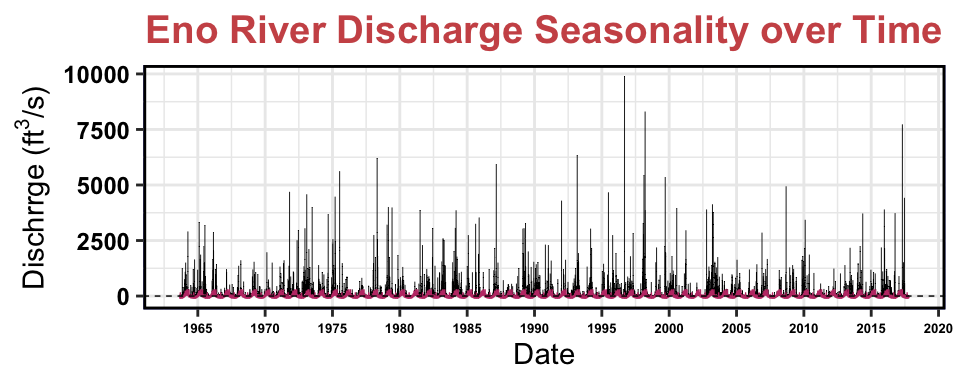 Eno River Discharge Seasonality over Time
Dischrrge (ft³/s)
10000
7500
5000
2500
0
1965 1970 1975 1980 1985 1990 1995 2000 2005 2010 2015 2020
Date